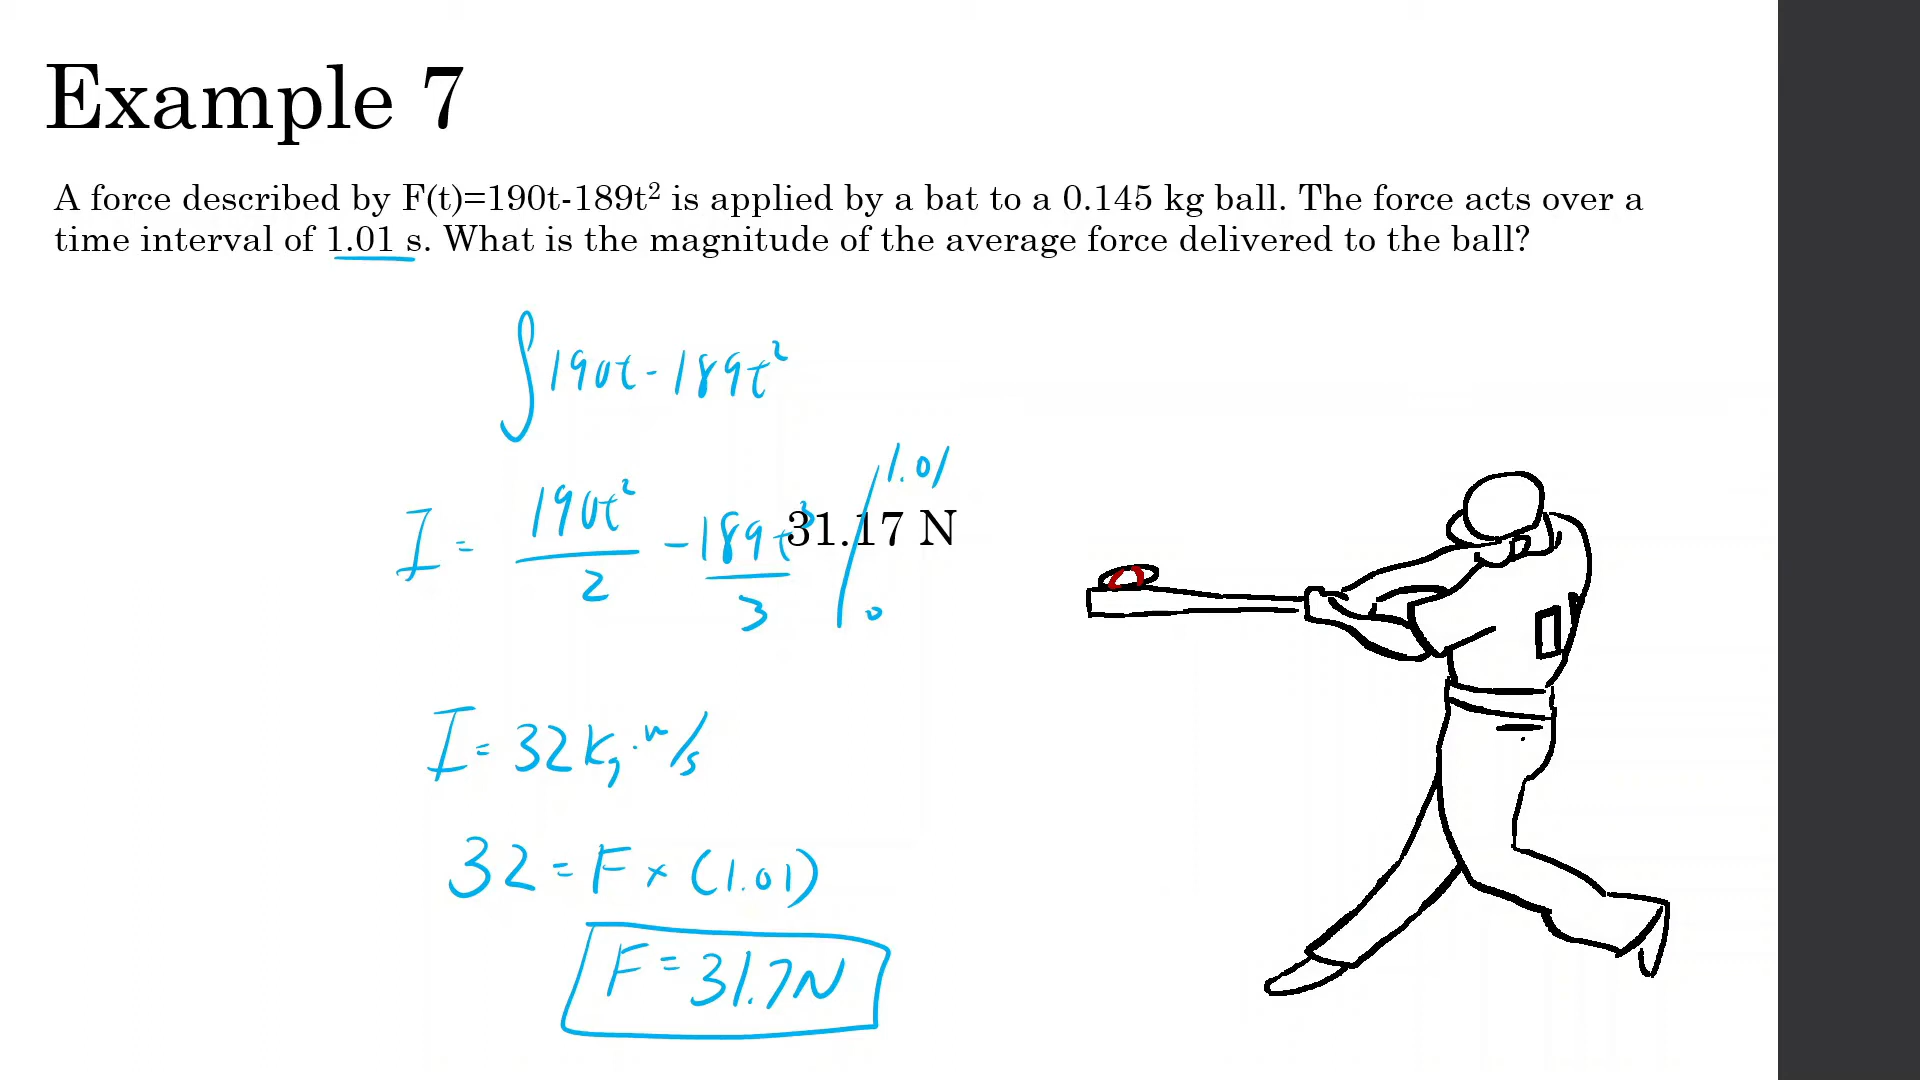 Example 7
A force described by F(t)=190t-189t² is applied by a bat to a 0.145 kg ball. The force acts over a
time interval of 1.01 s. What is the magnitude of the average force delivered to the ball?
∫190t - 189t²
I = 190t²/2 - 189t³/3 / 1.01 0
31.17 N
I = 32 kg·m/s
32 = F × (1.01)
F = 31.7N